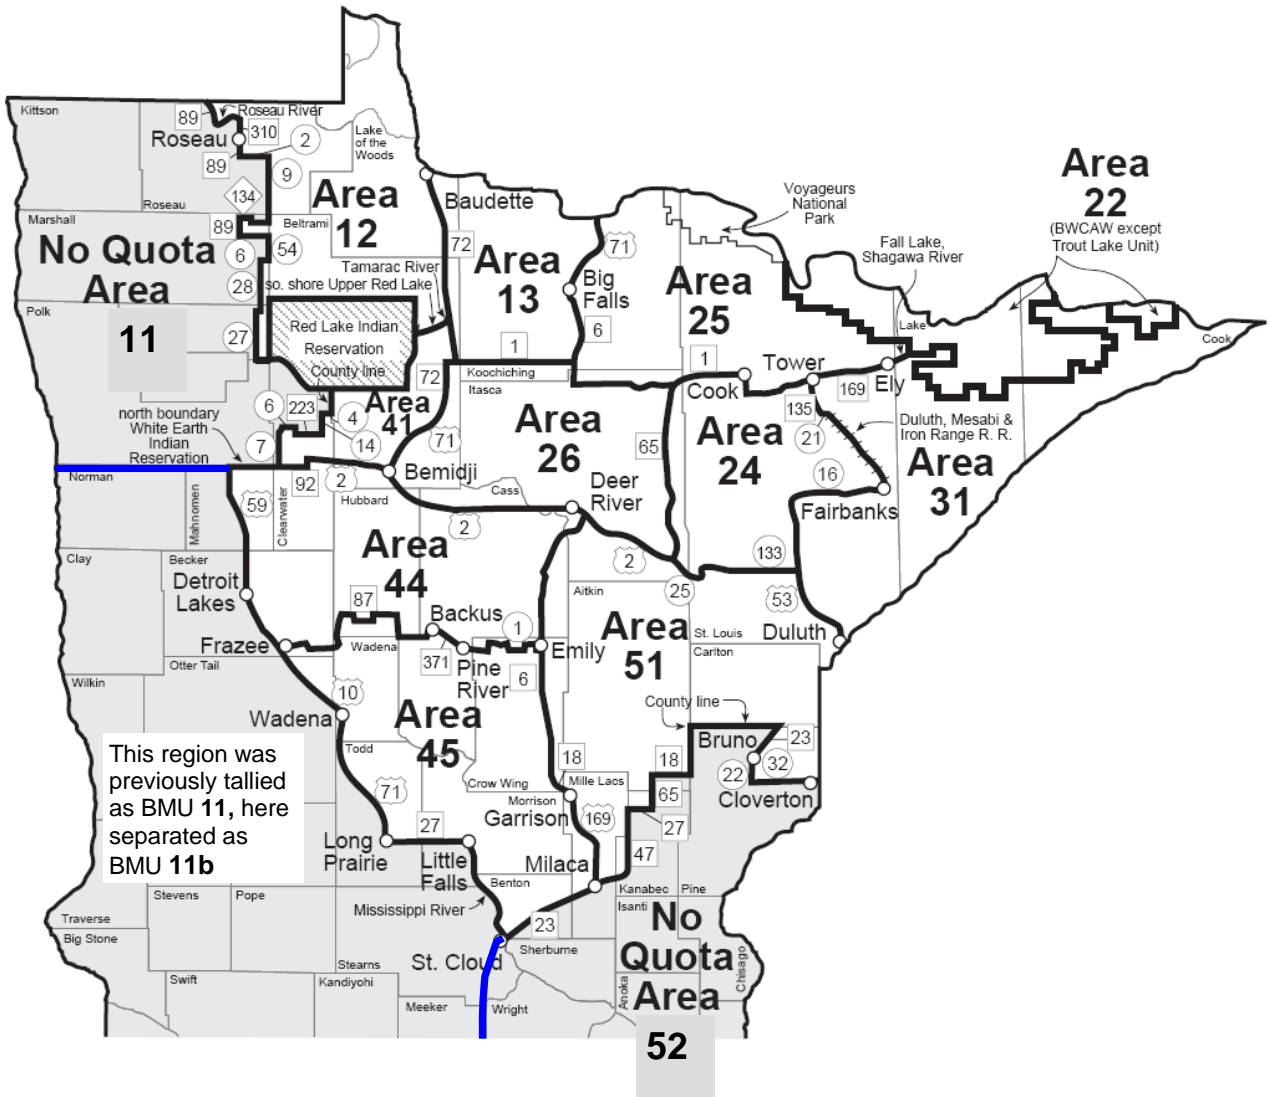 Kittson
89
Roseau River
Roseau
310
2
89
9
134
Roseau
Lake
of the
Woods
Area
12
Baudette
Marshall
89
Beltrami
54
6
28
No Quota
Area
72
Tamarac River
so. shore Upper Red Lake
Area
13
71
Big
Falls
6
Voyageurs
National
Park
Area
25
Fall Lake,
Shagawa River
Area
22
(BWCAW except
Trout Lake Unit)
Polk
11
27
Red Lake Indian
Reservation
County line
1
72
Koochiching
Itasca
Lake
Cook
1
Tower
Cook
169
Ely
135
21
Duluth, Mesabi &
Iron Range R. R.
north boundary
White Earth
Indian
Reservation
6
223
4
14
7
Area
41
71
Area
26
65
Area
24
16
Area
31
Fairbanks
Norman
Mahnomen
59
Clearwater
92
2
Bemidji
Hubbard
Cass
Deer
River
2
2
133
25
53
Clay
Becker
Detroit
Lakes
Area
44
87
Backus
1
Aitkin
Area
51
St. Louis
Duluth
Carlton
Frazee
Wadena
371
Pine
River
6
Emily
Otter Tail
Wilkin
10
Wadena
Area
45
County line
Bruno
23
32
22
Cloverton
18
18
65
27
47
This region was
previously tallied
as BMU 11, here
separated as
BMU 11b
Todd
71
27
Crow Wing
Morrison
Mille Lacs
Garrison
169
Long
Prairie
Little
Falls
Milaca
Benton
Mississippi River
23
Kanabec
Pine
Isanti
No
Quota
Area
52
Stevens
Pope
Traverse
Big Stone
Swift
Stearns
Kandiyohi
Meeker
St. Cloud
Sherburne
Wright
Anoka
Chisago